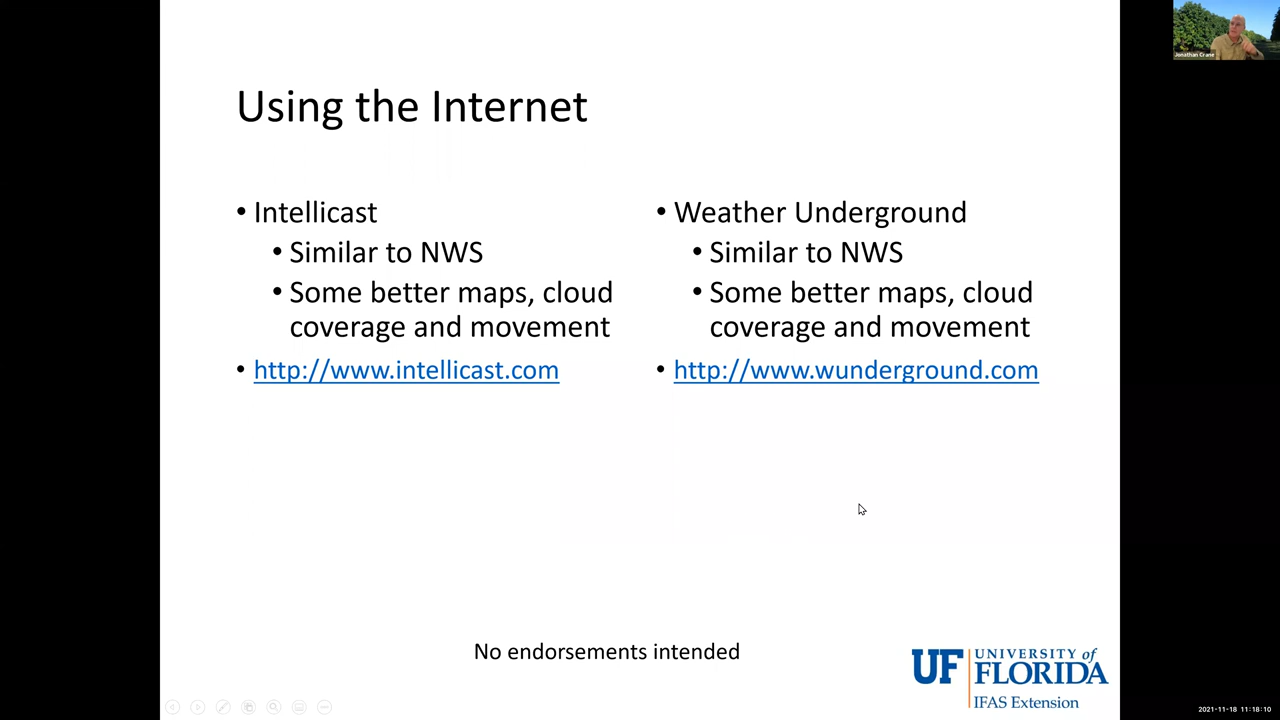 Jonathan Crane
Using the Internet
• Intellicast
• Similar to NWS
• Some better maps, cloud
coverage and movement
• http://www.intellicast.com
• Weather Underground
• Similar to NWS
• Some better maps, cloud
coverage and movement
• http://www.wunderground.com
No endorsements intended
UF UNIVERSITY of
FLORIDA
IFAS Extension
2021-11-18 11:18:10